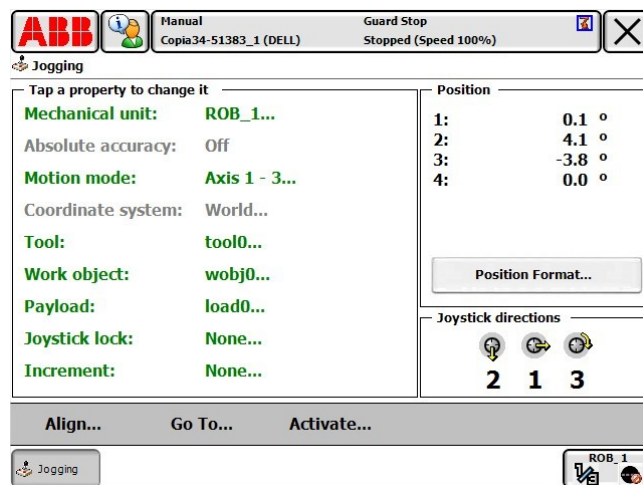 ABB
Manual Guard Stop
Copia34-51383_1 (DELL) Stopped (Speed 100%)
Jogging
Tap a property to change it
Mechanical unit: ROB_1...
Absolute accuracy: Off
Motion mode: Axis 1 - 3...
Coordinate system: World...
Tool: tool0...
Work object: wobj0...
Payload: load0...
Joystick lock: None...
Increment: None...
Position
1: 0.1 º
2: 4.1 º
3: -3.8 º
4: 0.0 º
Position Format...
Joystick directions
2 1 3
Align... Go To... Activate...
Jogging
ROB_1
1/3